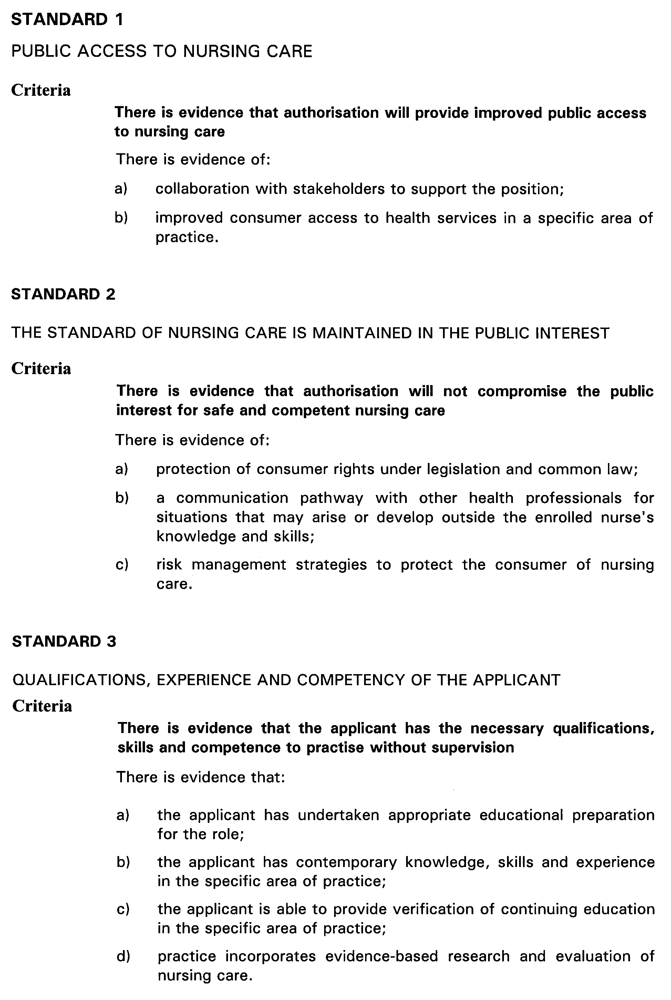 STANDARD 1
PUBLIC ACCESS TO NURSING CARE
Criteria
There is evidence that authorisation will provide improved public access
to nursing care
There is evidence of:
a) collaboration with stakeholders to support the position;
b) improved consumer access to health services in a specific area of
practice.
STANDARD 2
THE STANDARD OF NURSING CARE IS MAINTAINED IN THE PUBLIC INTEREST
Criteria
There is evidence that authorisation will not compromise the public
interest for safe and competent nursing care
There is evidence of:
a) protection of consumer rights under legislation and common law;
b) a communication pathway with other health professionals for
situations that may arise or develop outside the enrolled nurse's
knowledge and skills;
c) risk management strategies to protect the consumer of nursing
care.
STANDARD 3
QUALIFICATIONS, EXPERIENCE AND COMPETENCY OF THE APPLICANT
Criteria
There is evidence that the applicant has the necessary qualifications,
skills and competence to practise without supervision
There is evidence that:
a) the applicant has undertaken appropriate educational preparation
for the role;
b) the applicant has contemporary knowledge, skills and experience
in the specific area of practice;
c) the applicant is able to provide verification of continuing education
in the specific area of practice;
d) practice incorporates evidence-based research and evaluation of
nursing care.